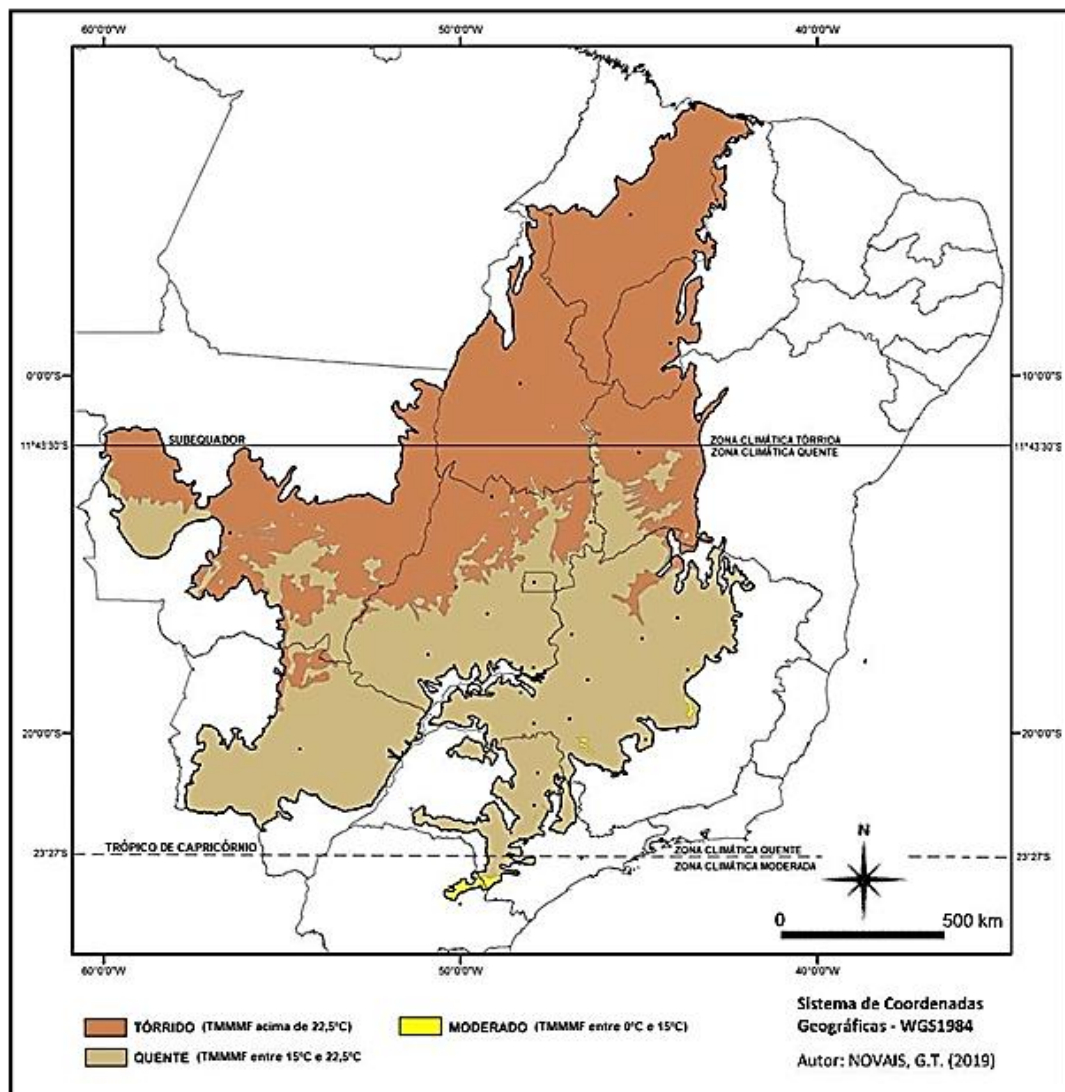 60°0'0"W 50°0'0"W 40°0'0"W
0°0'0"S 10°0'0"S
11°43'30"S SUBEQUADOR ZONA CLIMÁTICA TÓRRIDA 11°43'30"S
ZONA CLIMÁTICA QUENTE
20°0'0"S 20°0'0"S
TRÓPICO DE CAPRICÓRNIO ZONA CLIMÁTICA QUENTE N
23°27'S ZONA CLIMÁTICA MODERADA 23°27'S
0 500 km
60°0'0"W 50°0'0"W 40°0'0"W
TÓRRIDO (TMMMF acima de 22,5°C) MODERADO (TMMMF entre 0°C e 15°C)
QUENTE (TMMMF entre 15°C e 22,5°C)
Sistema de Coordenadas
Geográficas - WGS1984
Autor: NOVAIS, G.T. (2019)